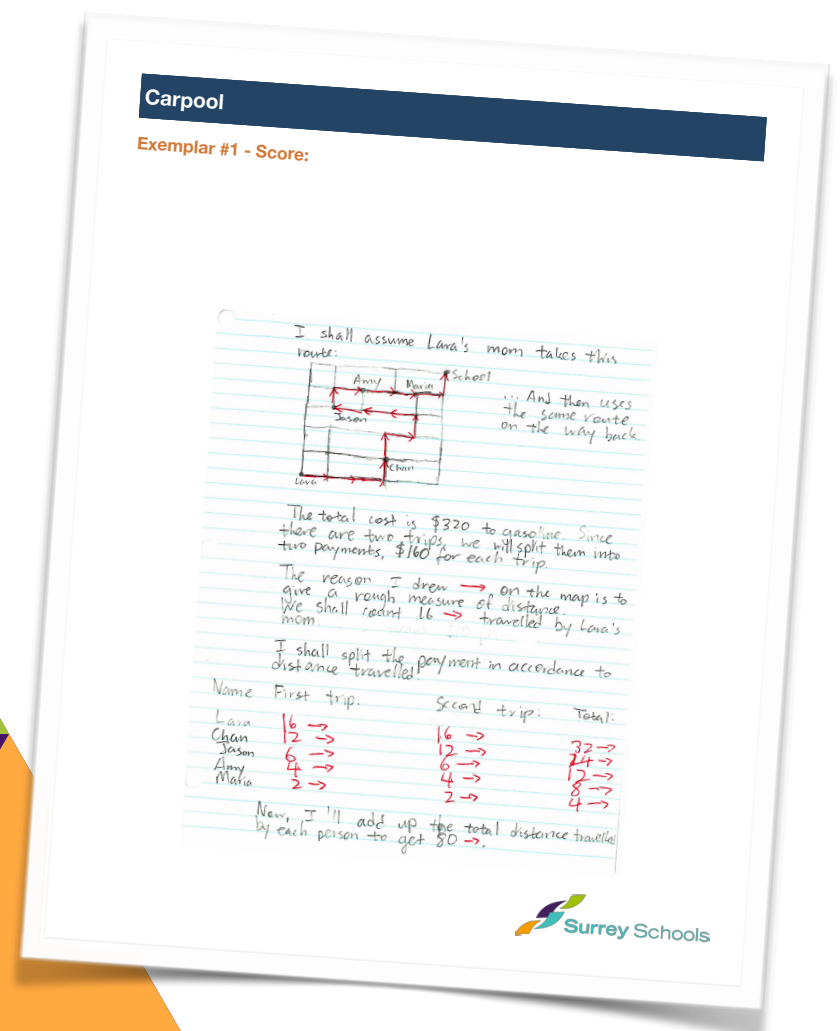 Carpool
Exemplar #1 - Score:
I shall assume Lara's mom takes this
route:
School
Amy
Maria
... And then uses
the same route
on the way back.
Jason
Chan
Lara
The total cost is $320 to gasoline. Since
there are two trips, we will split them into
two payments, $160 for each trip.
The reason I drew → on the map is to
give a rough measure of distance.
We shall count 16 → travelled by Lara's
mom
I shall split the payment in accordance to
distance travelled.
Name First trip: Second trip: Total:
Lara 16 → 16 → 32 →
Chan 12 → 12 → 24 →
Jason 6 → 6 → 12 →
Amy 4 → 4 → 8 →
Maria 2 → 2 → 4 →
Now, I'll add up the total distance travelled
by each person to get 80 →.
Surrey Schools